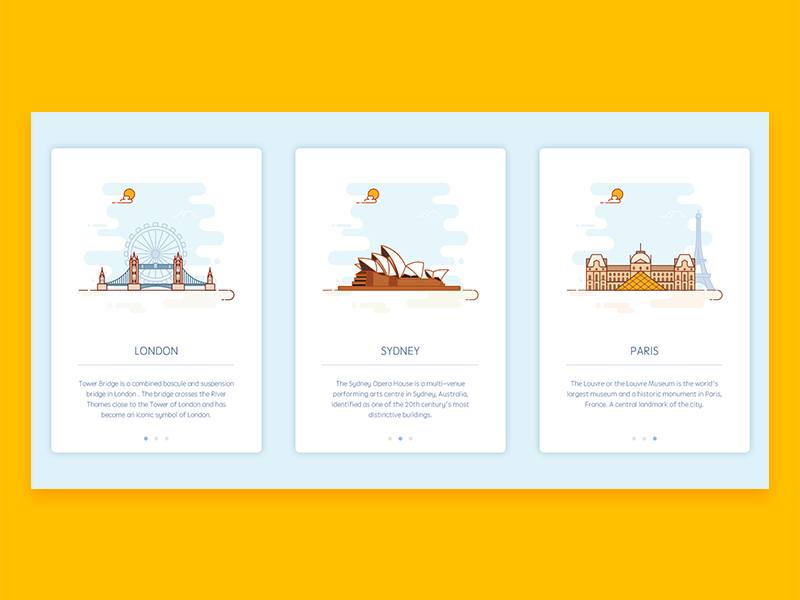 LONDON
Tower Bridge is a combined bascule and suspension
bridge in London . The bridge crosses the River
Thames close to the Tower of London and has
become an iconic symbol of London.
SYDNEY
The Sydney Opera House is a multi-venue
performing arts centre in Sydney, Australia,
identified as one of the 20th century's most
distinctive buildings.
PARIS
The Louvre or the Louvre Museum is the world's
largest museum and a historic monument in Paris,
France. A central landmark of the city.